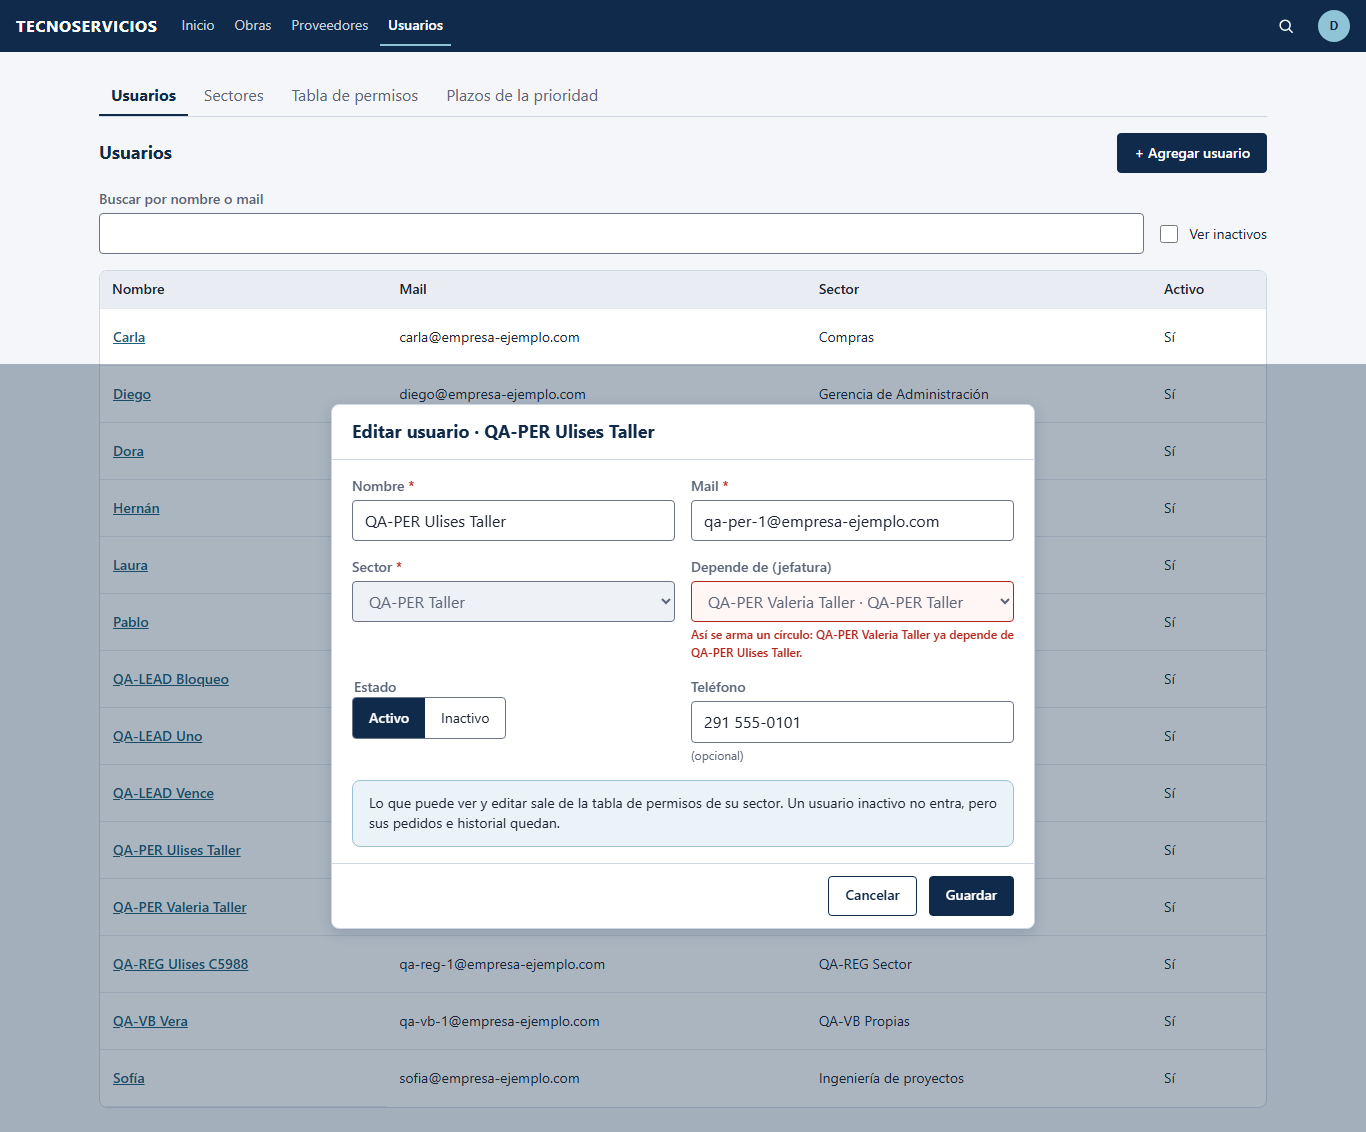 TECNOSERVICIOS Inicio Obras Proveedores Usuarios D
Usuarios Sectores Tabla de permisos Plazos de la prioridad
Usuarios
+ Agregar usuario
Buscar por nombre o mail
Ver inactivos
Nombre Mail Sector Activo
Carla carla@empresa-ejemplo.com Compras Sí
Diego diego@empresa-ejemplo.com Gerencia de Administración Sí
Dora Sí
Hernán Sí
Laura Sí
Pablo Sí
QA-LEAD Bloqueo Sí
QA-LEAD Uno Sí
QA-LEAD Vence Sí
QA-PER Ulises Taller Sí
QA-PER Valeria Taller Sí
QA-REG Ulises C5988 qa-reg-1@empresa-ejemplo.com QA-REG Sector Sí
QA-VB Vera qa-vb-1@empresa-ejemplo.com QA-VB Propias Sí
Sofía sofia@empresa-ejemplo.com Ingeniería de proyectos Sí
Editar usuario · QA-PER Ulises Taller
Nombre * Mail *
QA-PER Ulises Taller qa-per-1@empresa-ejemplo.com
Sector * Depende de (jefatura)
QA-PER Taller QA-PER Valeria Taller · QA-PER Taller
Así se arma un círculo: QA-PER Valeria Taller ya depende de
QA-PER Ulises Taller.
Estado Teléfono
Activo Inactivo 291 555-0101
(opcional)
Lo que puede ver y editar sale de la tabla de permisos de su sector. Un usuario inactivo no entra, pero
sus pedidos e historial quedan.
Cancelar Guardar